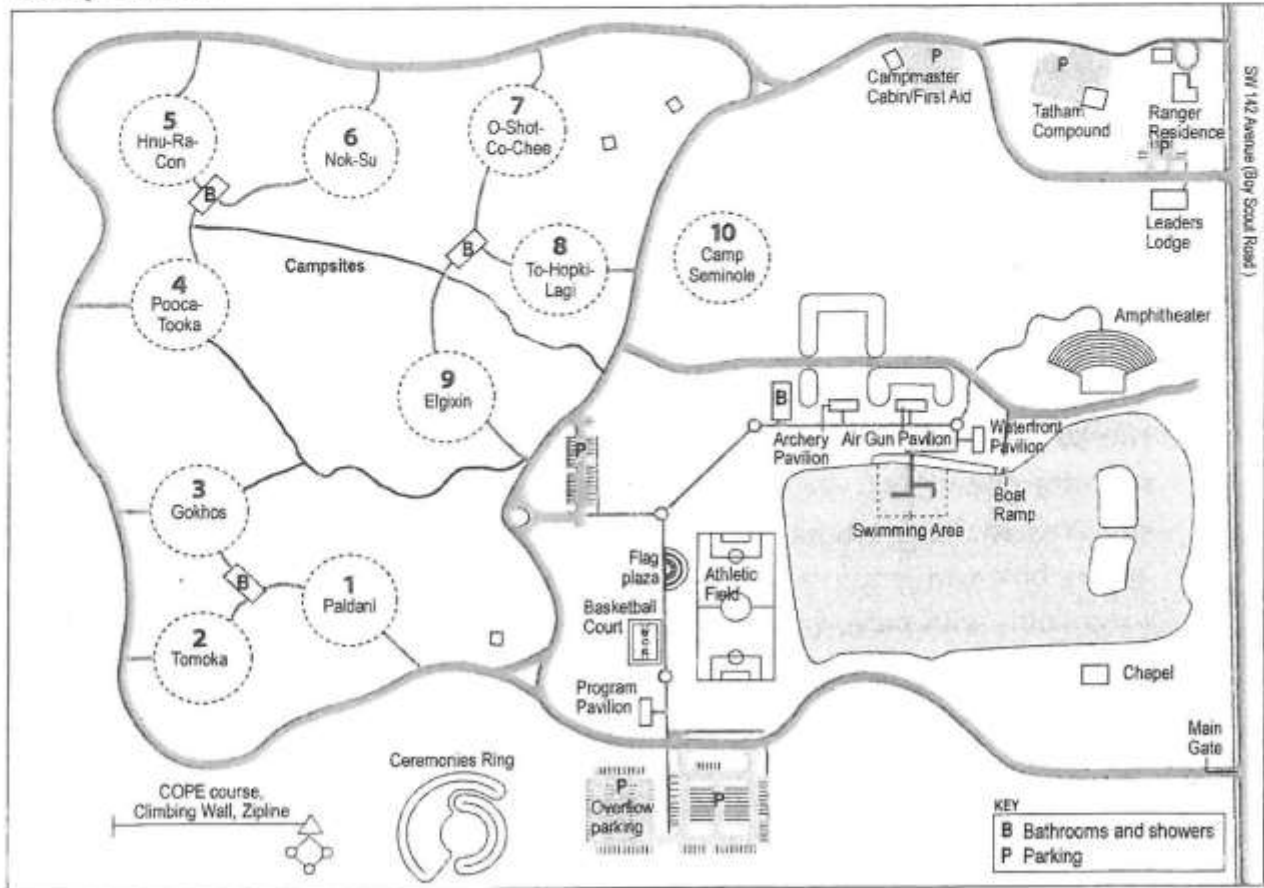 5
Hnu-Ra-
Con
6
Nok-Su
7
O-Shot-
Co-Chee
P
Campmaster
Cabin/First Aid
P
Tatham
Compound
Ranger
Residence
P
Leaders
Lodge
SW 142 Avenue (Boy Scout Road )
B
4
Pooca-
Tooka
Campsites
B
8
To-Hopki-
Lagi
10
Camp
Seminole
Amphitheater
9
Elgixin
B
Archery
Pavilion
Air Gun Pavilion
Waterfront
Pavilion
P
3
Gokhos
Swimming Area
Boat
Ramp
B
1
Paldani
2
Tomoka
Flag
plaza
Athletic
Field
Basketball
Court
Program
Pavilion
Chapel
Main
Gate
Ceremonies Ring
COPE course,
Climbing Wall, Zipline
P
Overflow
parking
P
KEY
B Bathrooms and showers
P Parking